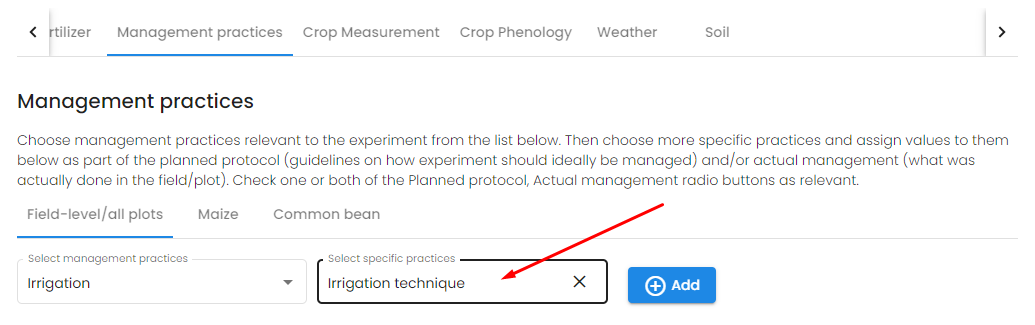 rtilizer Management practices Crop Measurement Crop Phenology Weather Soil
Management practices
Choose management practices relevant to the experiment from the list below. Then choose more specific practices and assign values to them
below as part of the planned protocol (guidelines on how experiment should ideally be managed) and/or actual management (what was
actually done in the field/plot). Check one or both of the Planned protocol, Actual management radio buttons as relevant.
Field-level/all plots Maize Common bean
Select management practices Select specific practices
Irrigation Irrigation technique Add